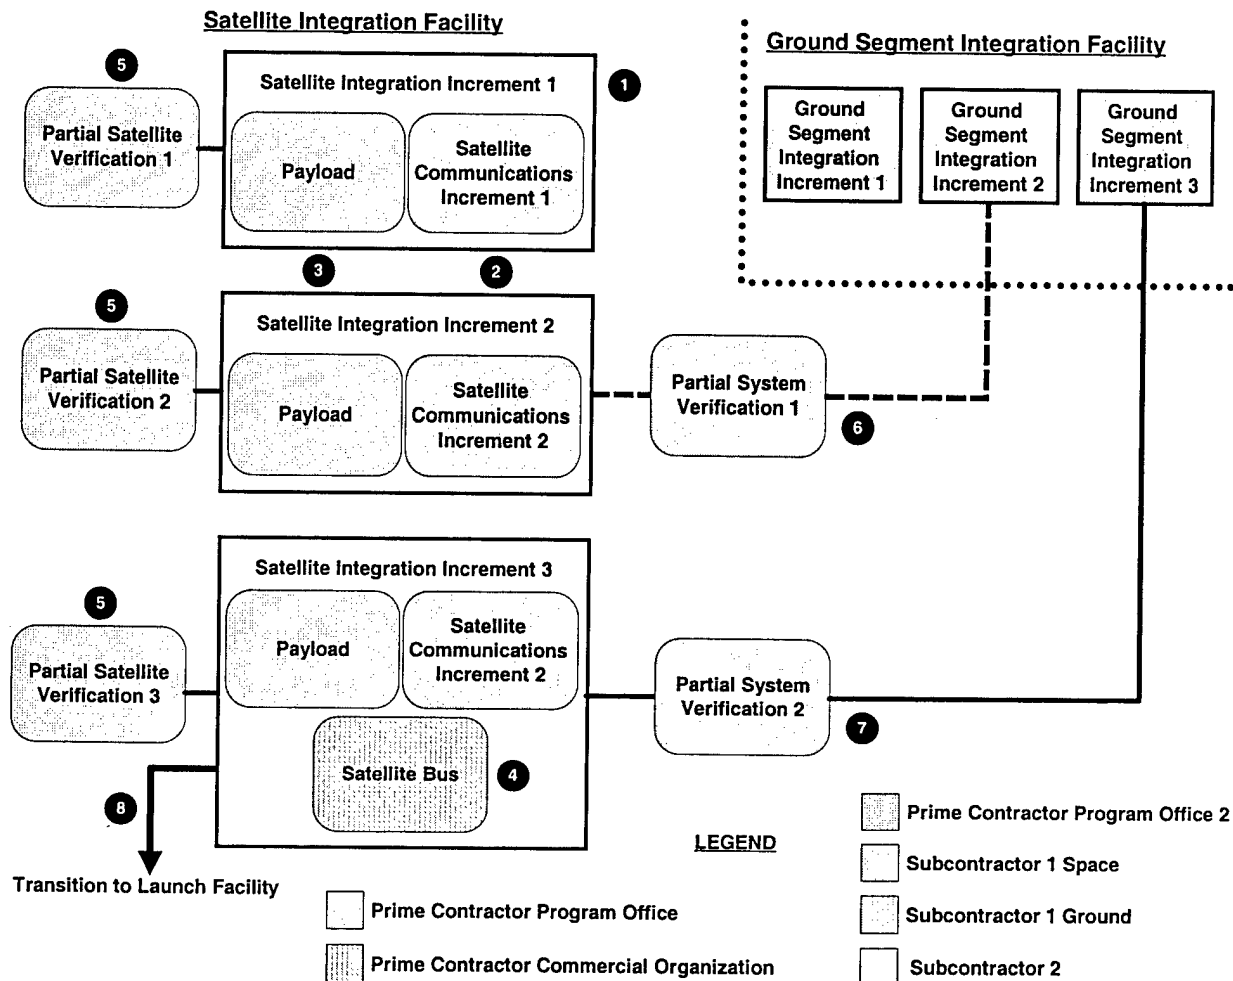 Satellite Integration Facility
Ground Segment Integration Facility
5
Satellite Integration Increment 1
1
Partial Satellite
Verification 1
Payload
Satellite
Communications
Increment 1
Ground
Segment
Integration
Increment 1
Ground
Segment
Integration
Increment 2
Ground
Segment
Integration
Increment 3
3
2
5
Satellite Integration Increment 2
Partial Satellite
Verification 2
Payload
Satellite
Communications
Increment 2
Partial System
Verification 1
6
Satellite Integration Increment 3
5
Partial Satellite
Verification 3
Payload
Satellite
Communications
Increment 2
Partial System
Verification 2
7
Satellite Bus
4
8
Transition to Launch Facility
LEGEND
Prime Contractor Program Office
Prime Contractor Commercial Organization
Prime Contractor Program Office 2
Subcontractor 1 Space
Subcontractor 1 Ground
Subcontractor 2